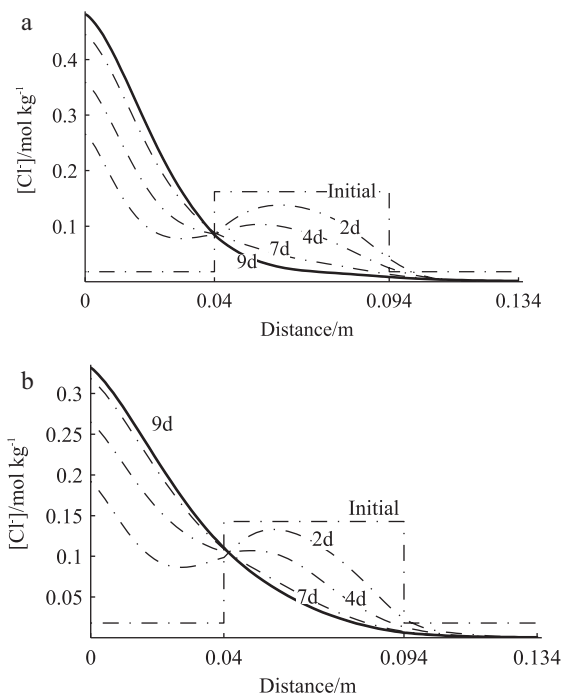 a
[Cl⁻]/mol kg⁻¹
0.4
0.3
0.2
0.1
Initial
2d
4d
7d
9d
0
0.04
0.094
0.134
Distance/m
b
[Cl⁻]/mol kg⁻¹
0.3
0.25
0.2
0.15
0.1
0.05
9d
Initial
2d
4d
7d
0
0.04
0.094
0.134
Distance/m